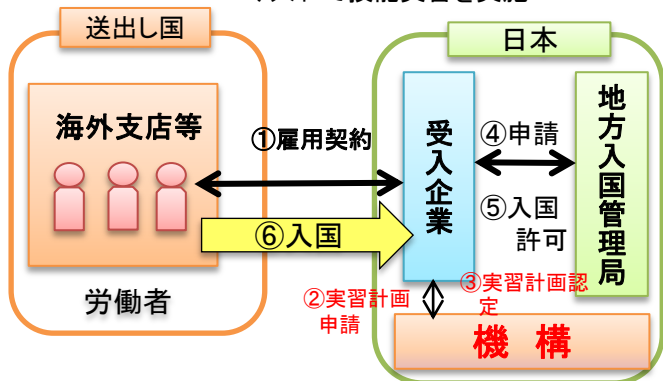 送出し国
日本
海外支店等
労働者
①雇用契約
⑥入国
受入企業
④申請
⑤入国
許可
地方入国管理局
②実習計画
申請
③実習計画認
定
機 構